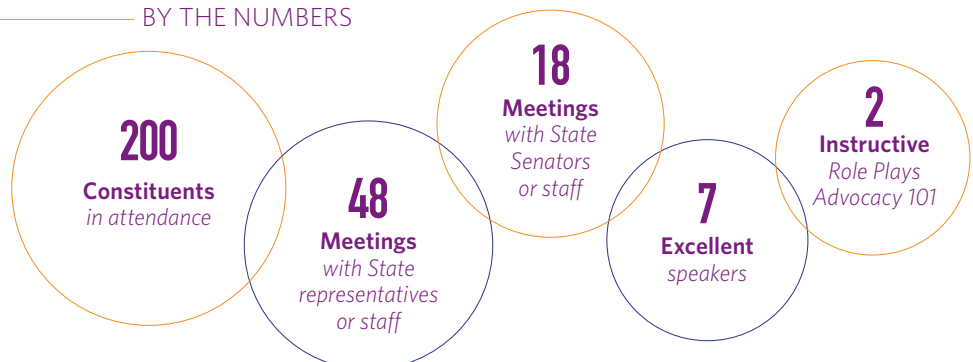 BY THE NUMBERS
200
Constituents
in attendance
48
Meetings
with State
representatives
or staff
18
Meetings
with State
Senators
or staff
7
Excellent
speakers
2
Instructive
Role Plays
Advocacy 101